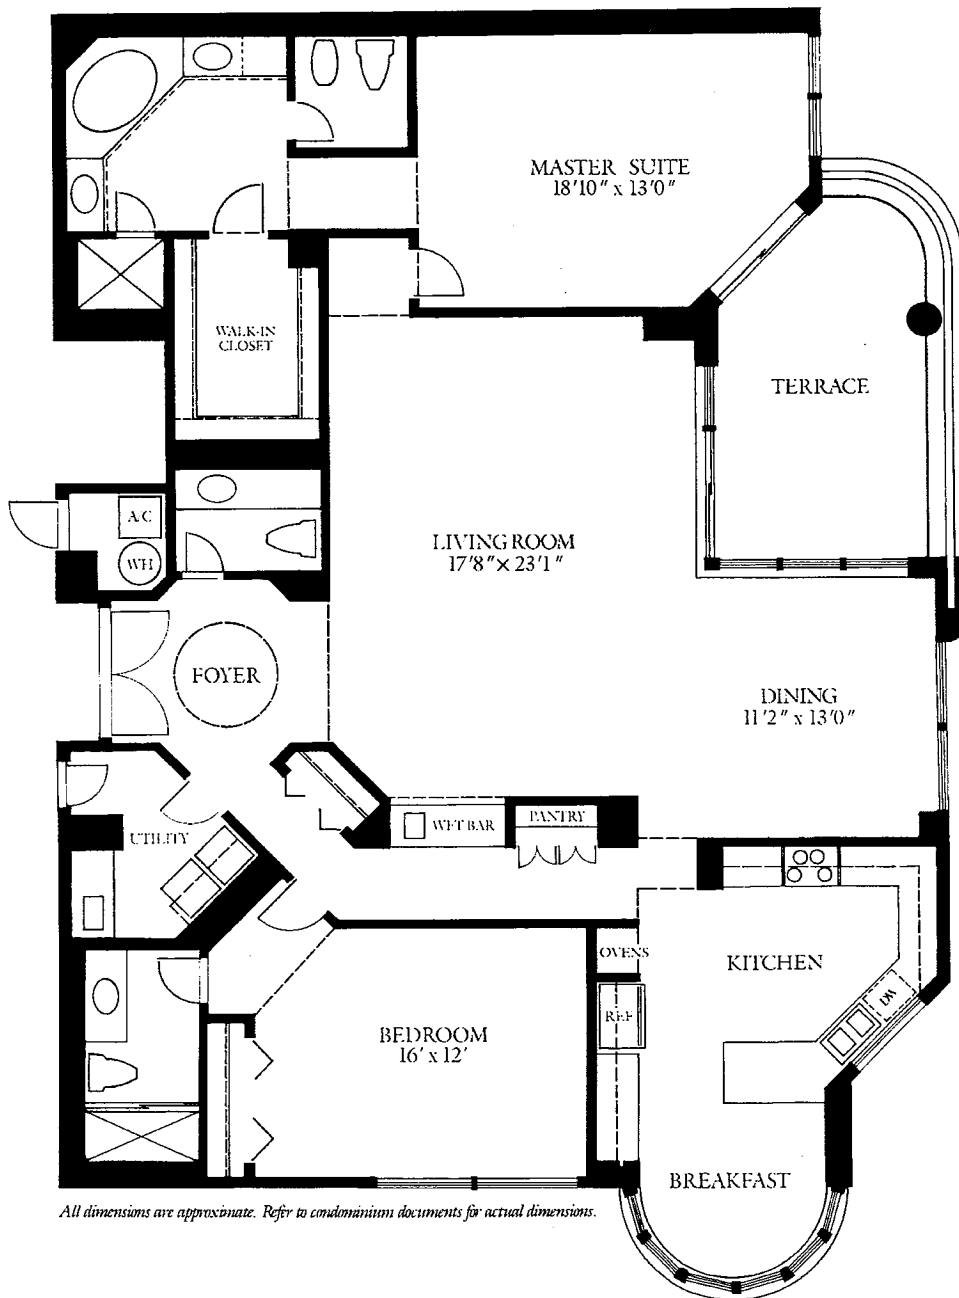 MASTER SUITE
18'10" x 13'0"
WALK-IN
CLOSET
TERRACE
A/C
WH
LIVING ROOM
17'8" x 23'1"
FOYER
DINING
11'2" x 13'0"
WET BAR
PANTRY
UTILITY
OVENS
KITCHEN
DW
REF
BEDROOM
16' x 12'
BREAKFAST
All dimensions are approximate. Refer to condominium documents for actual dimensions.